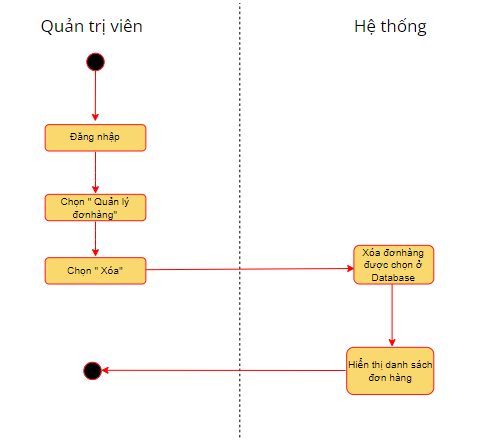 Quản trị viên
Hệ thống
Đăng nhập
Chọn " Quản lý
đơnhàng"
Chọn " Xóa"
Xóa đơnhàng
được chọn ở
Database
Hiển thị danh sách
đơn hàng